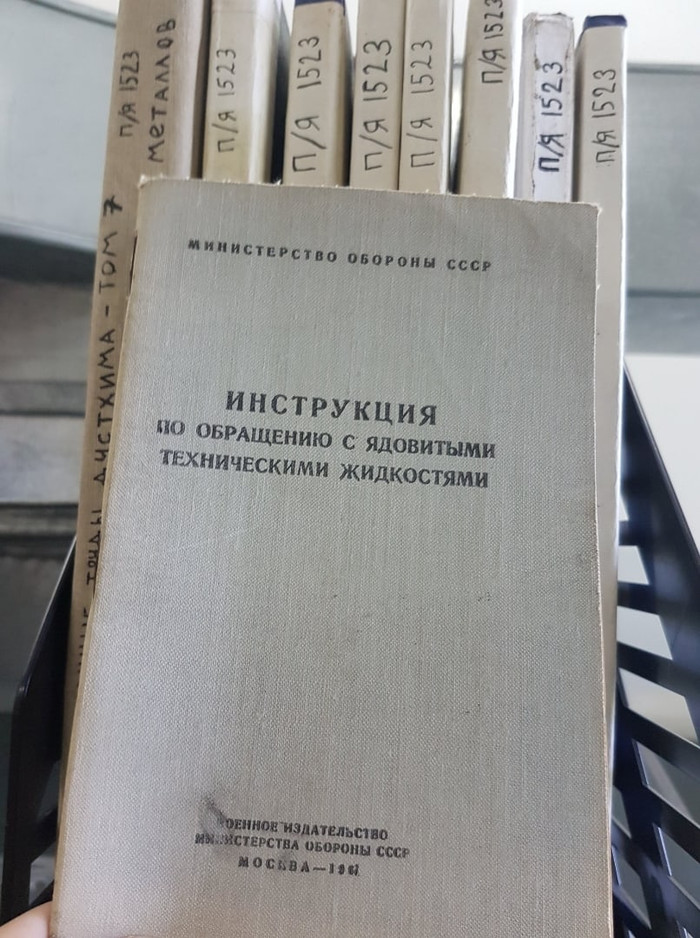 П/Я 1523
МЕТАЛЛОВ
ТРУДЫ ДИСТХИМА - ТОМ 7
П/Я 1523
П/Я 1523
П/Я 1523
П/Я 1523
П/Я 1523
П/Я 1523
П/Я 1523
МИНИСТЕРСТВО ОБОРОНЫ СССР
ИНСТРУКЦИЯ
ПО ОБРАЩЕНИЮ С ЯДОВИТЫМИ
ТЕХНИЧЕСКИМИ ЖИДКОСТЯМИ
ВОЕННОЕ ИЗДАТЕЛЬСТВО
МИНИСТЕРСТВА ОБОРОНЫ СССР
МОСКВА —